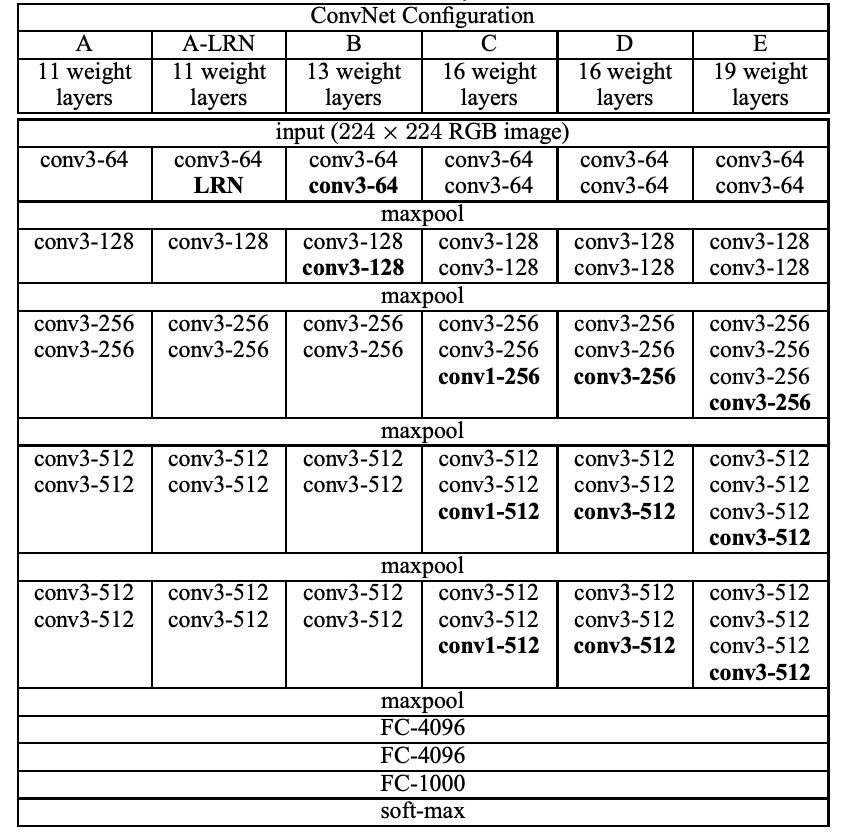 ConvNet Configuration
A A-LRN B C D E
11 weight 11 weight 13 weight 16 weight 16 weight 19 weight
layers layers layers layers layers layers
input (224 × 224 RGB image)
conv3-64 conv3-64 conv3-64 conv3-64 conv3-64 conv3-64
LRN conv3-64 conv3-64 conv3-64 conv3-64
maxpool
conv3-128 conv3-128 conv3-128 conv3-128 conv3-128 conv3-128
conv3-128 conv3-128 conv3-128 conv3-128
maxpool
conv3-256 conv3-256 conv3-256 conv3-256 conv3-256 conv3-256
conv3-256 conv3-256 conv3-256 conv3-256 conv3-256 conv3-256
conv1-256 conv3-256 conv3-256
conv3-256
maxpool
conv3-512 conv3-512 conv3-512 conv3-512 conv3-512 conv3-512
conv3-512 conv3-512 conv3-512 conv3-512 conv3-512 conv3-512
conv1-512 conv3-512 conv3-512
conv3-512
maxpool
conv3-512 conv3-512 conv3-512 conv3-512 conv3-512 conv3-512
conv3-512 conv3-512 conv3-512 conv3-512 conv3-512 conv3-512
conv1-512 conv3-512 conv3-512
conv3-512
maxpool
FC-4096
FC-4096
FC-1000
soft-max